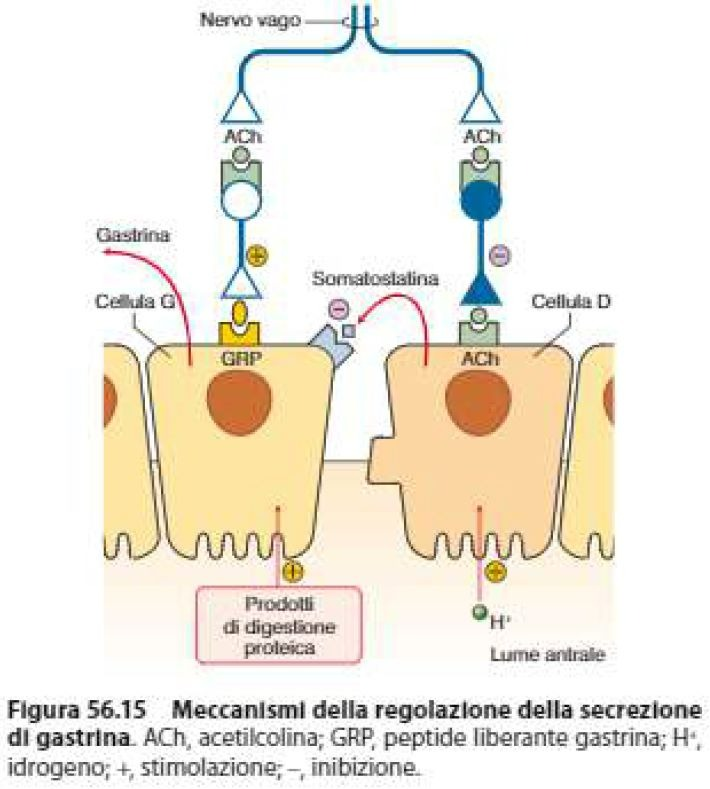 Nervo vago
ACh
ACh
Gastrina
+
Somatostatina
–
–
Cellula G
Cellula D
GRP
ACh
+
+
Prodotti
di digestione
proteica
H⁺
Lume antrale
Figura 56.15 Meccanismi della regolazione della secrezione
di gastrina. ACh, acetilcolina; GRP, peptide liberante gastrina; H⁺,
idrogeno; +, stimolazione; –, inibizione.